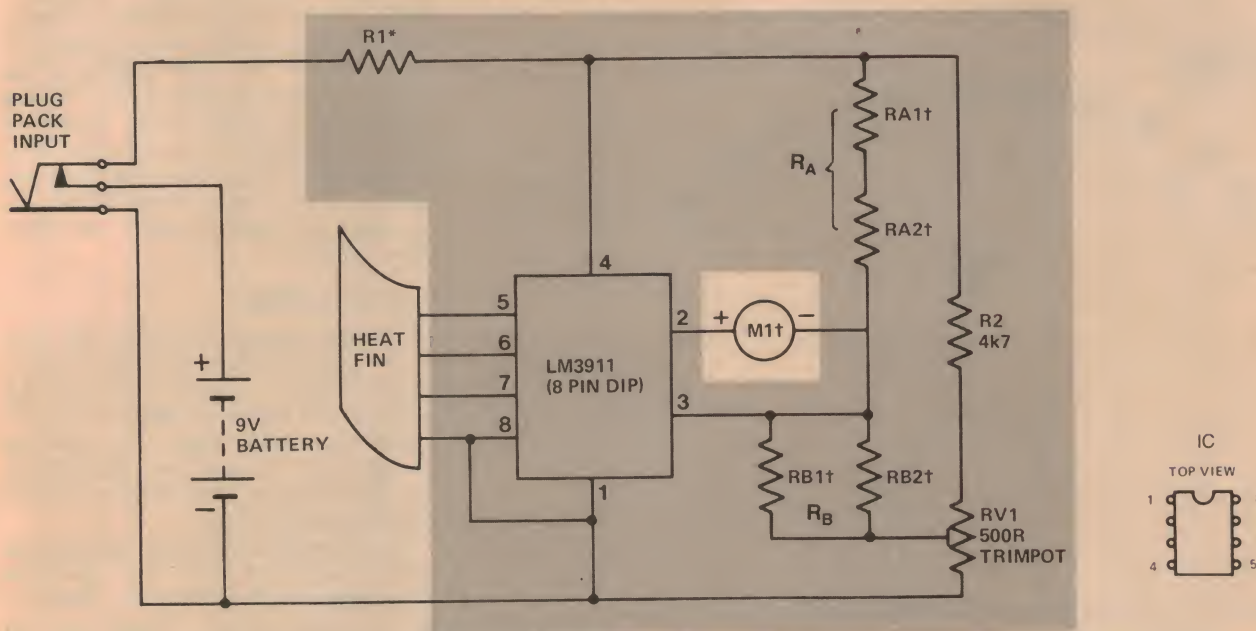 R1*
PLUG
PACK
INPUT
RA1†
RA
RA2†
4
5
6
7
8
HEAT
FIN
LM3911
(8 PIN DIP)
2
+
M1†
−
3
1
R2
4k7
RB1†
RB2†
RB
RV1
500R
TRIMPOT
+
9V
BATTERY
−
IC
TOP VIEW
1
4
5